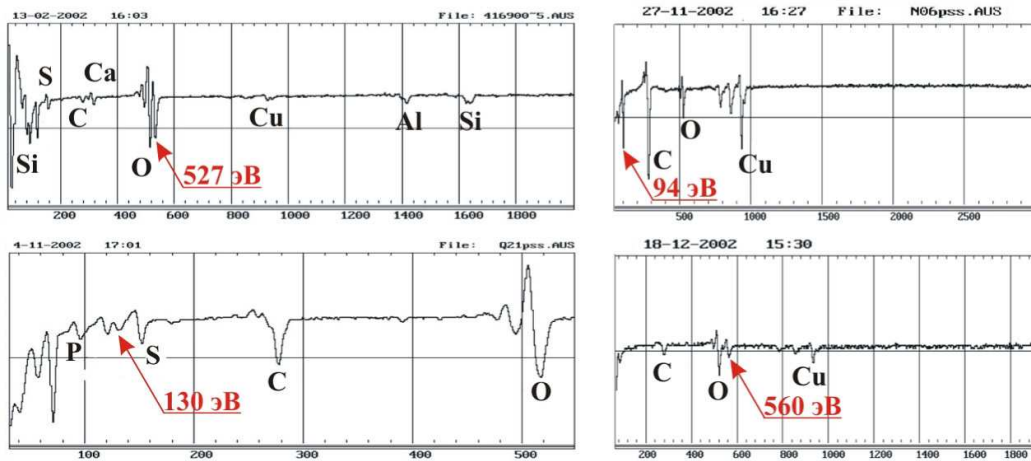 13-02-2002 16:03 File: 416900~5.AUS
S Ca
C Cu Al Si
Si O
527 эВ
200 400 600 800 1000 1200 1400 1600 1800
27-11-2002 16:27 File: N06pss.AUS
O
C Cu
94 эВ
500 1000 1500 2000 2500
4-11-2002 17:01 File: Q21pss.AUS
P S
C O
130 эВ
100 200 300 400 500
18-12-2002 15:30
C O Cu
560 эВ
200 400 600 800 1000 1200 1400 1600 1800